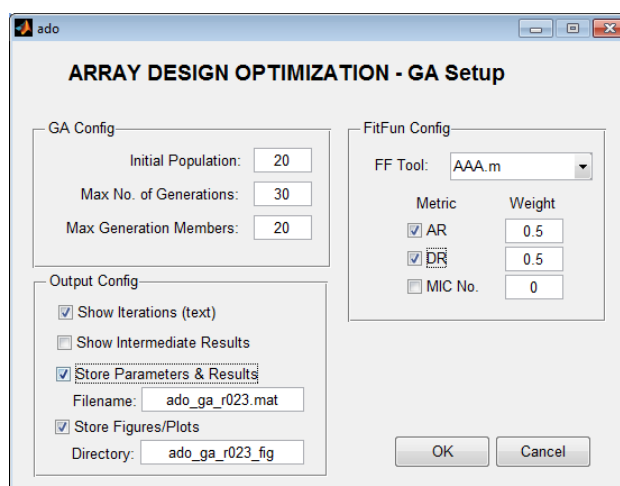 ado
ARRAY DESIGN OPTIMIZATION - GA Setup
GA Config
Initial Population: 20
Max No. of Generations: 30
Max Generation Members: 20
FitFun Config
FF Tool: AAA.m
Metric Weight
AR 0.5
DR 0.5
MIC No. 0
Output Config
Show Iterations (text)
Show Intermediate Results
Store Parameters & Results
Filename: ado_ga_r023.mat
Store Figures/Plots
Directory: ado_ga_r023_fig
OK Cancel